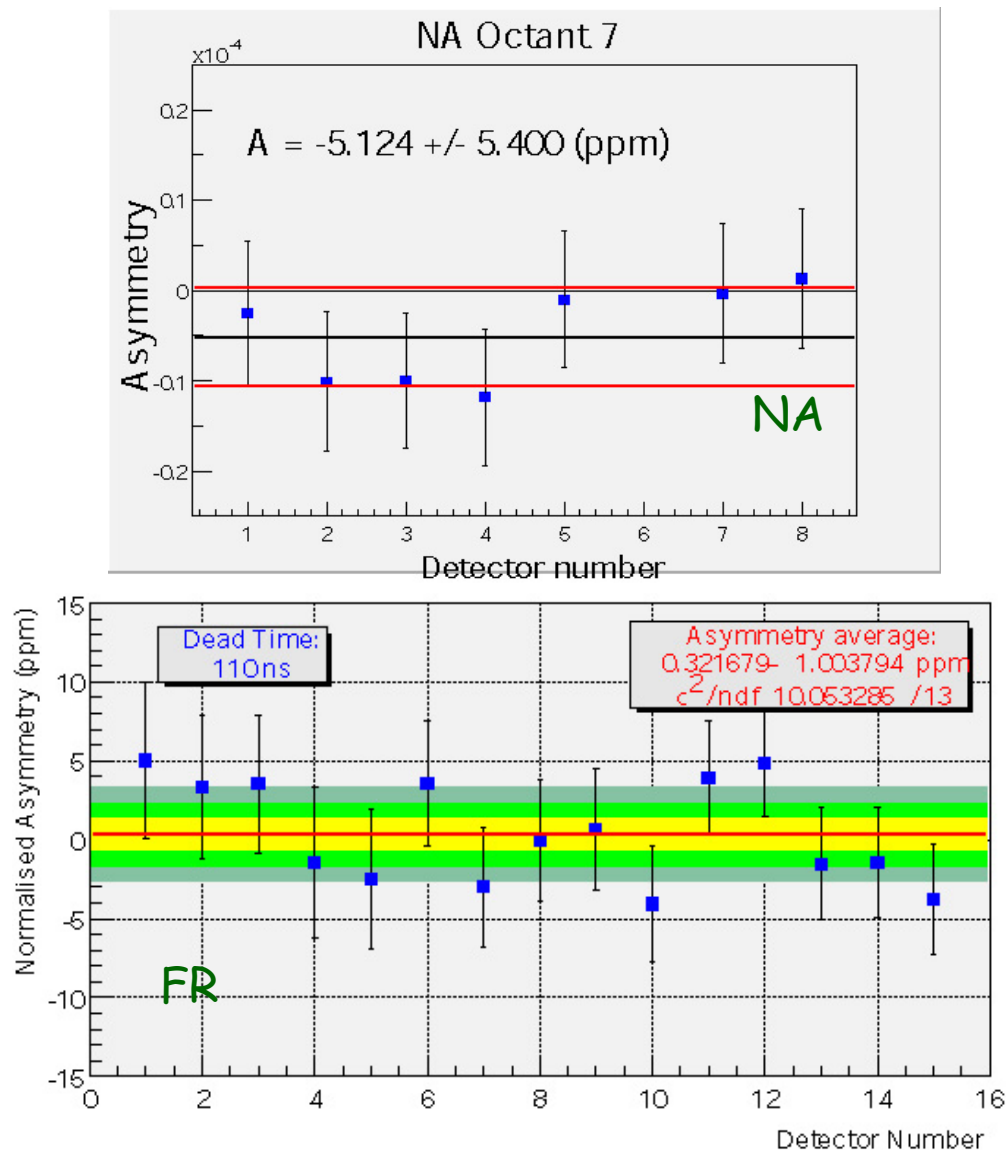 NA Octant 7
x10-4
A = -5.124 +/- 5.400 (ppm)
Asymmetry
0.2
0.1
0
-0.1
-0.2
NA
1 2 3 4 5 6 7 8
Detector number
Normalised Asymmetry (ppm)
15
10
5
0
-5
-10
-15
Dead Time:
110ns
Asymmetry average:
0.321679- 1.003794 ppm
c2/ndf 10.053285 /13
FR
0 2 4 6 8 10 12 14 16
Detector Number